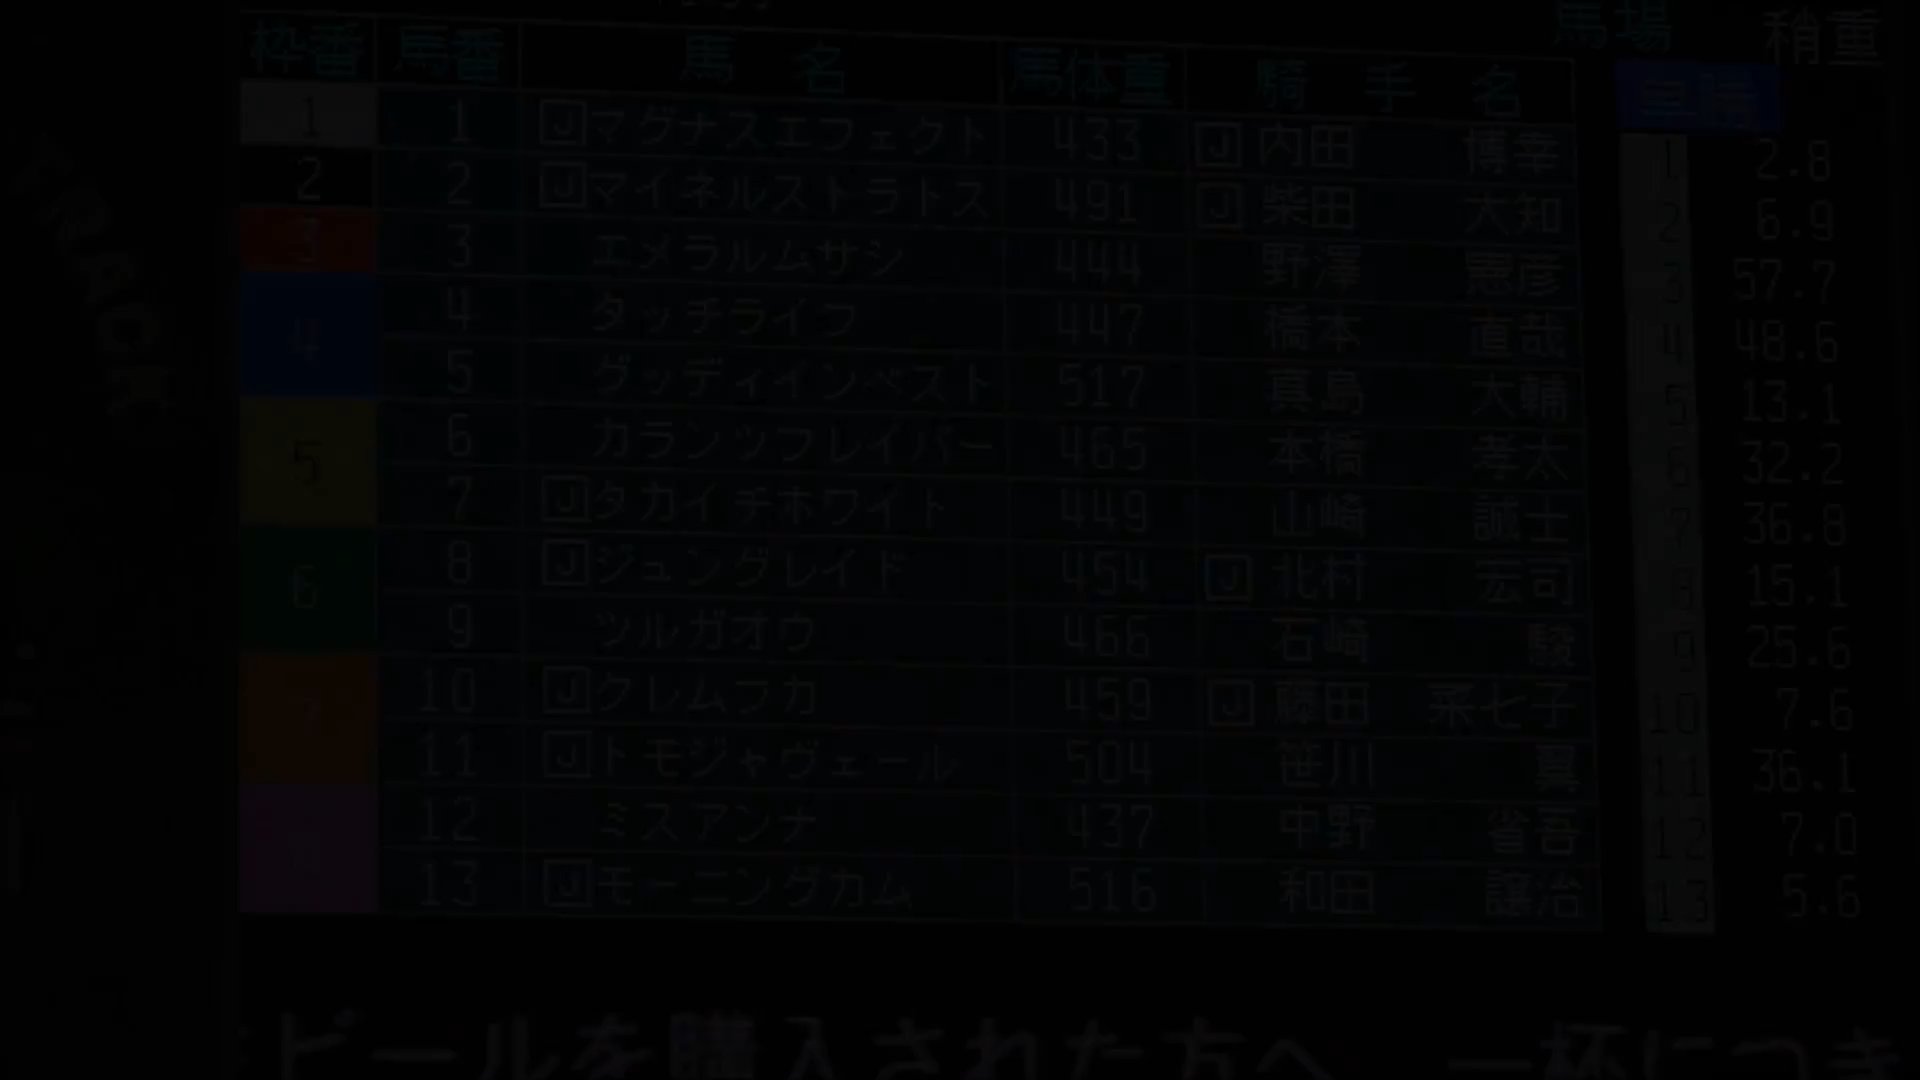 馬場 稍重
枠番 馬番 馬名 馬体重 騎手名 単勝
1 1 J マグナスエフェクト 433 J 内田 博幸 1 2.8
2 2 J マイネルストラトス 491 J 柴田 大知 2 6.9
3 3 エメラルムサシ 444 野澤 憲彦 3 57.7
4 4 タッチライフ 447 橋本 直哉 4 48.6
5 グッディインベスト 517 真島 大輔 5 13.1
5 6 カランツフレイバー 465 本橋 孝太 6 32.2
7 J タカイチホワイト 449 山崎 誠士 7 36.8
6 8 J ジュングレイド 454 J 北村 宏司 8 15.1
9 ツルガオウ 466 石崎 駿 9 25.6
7 10 J クレムフカ 459 J 藤田 菜七子 10 7.6
11 J トモジャヴェール 504 笹川 翼 11 36.1
12 ミスアンナ 437 中野 省吾 12 7.0
13 J モーニングカム 516 和田 譲治 13 5.6
ビールを購入された方へ 一杯につき